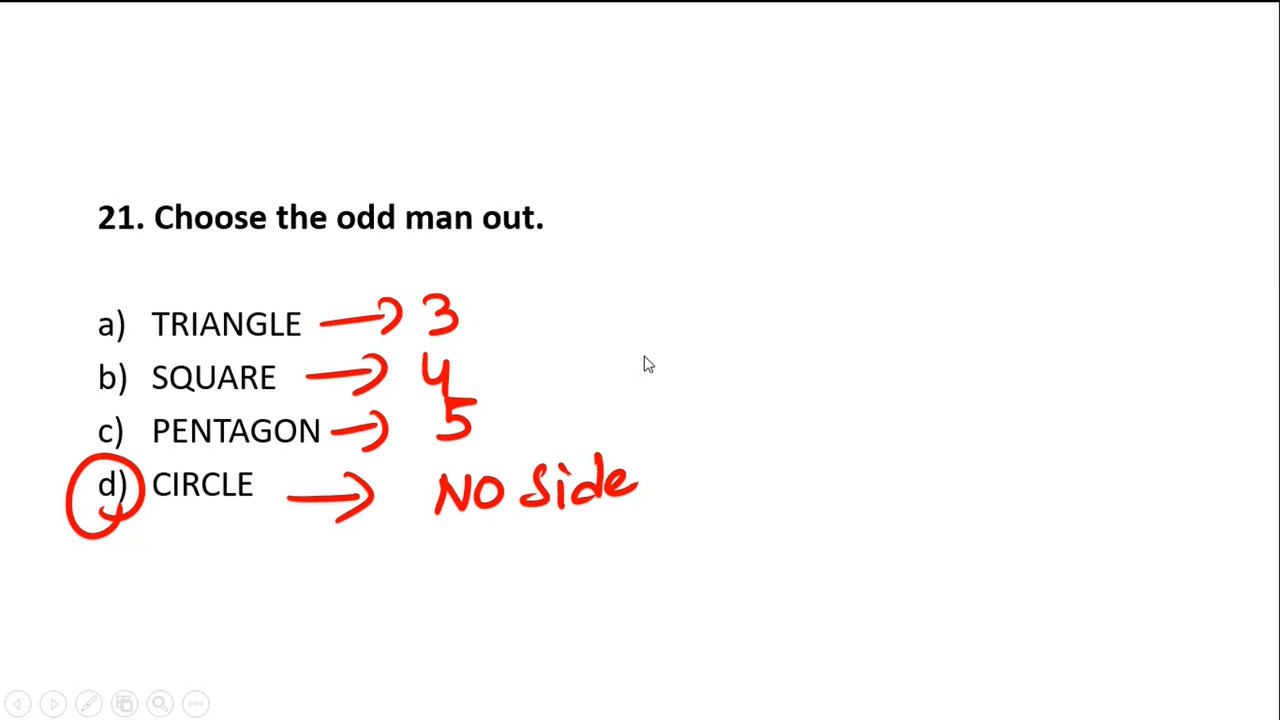 21. Choose the odd man out.
a) TRIANGLE → 3
b) SQUARE → 4
c) PENTAGON → 5
d) CIRCLE → NO Side